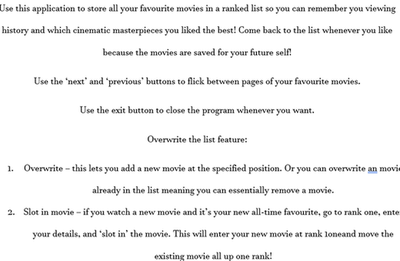 Use this application to store all your favourite movies in a ranked list so you can remember you viewing
history and which cinematic masterpieces you liked the best! Come back to the list whenever you like
because the movies are saved for your future self!
Use the ‘next’ and ‘previous’ buttons to flick between pages of your favourite movies.
Use the exit button to close the program whenever you want.
Overwrite the list feature:
1. Overwrite – this lets you add a new movie at the specified position. Or you can overwrite an movie
already in the list meaning you can essentially remove a movie.
2. Slot in movie – if you watch a new movie and it’s your new all-time favourite, go to rank one, ente
your details, and ‘slot in’ the movie. This will enter your new movie at rank 1oneand move the
existing movie all up one rank!